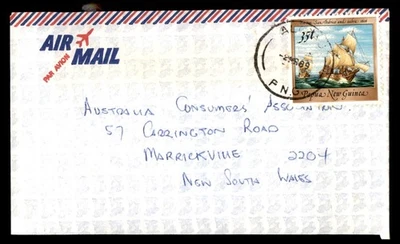 AIR MAIL
PAR AVION
35t
Papua New Guinea
P.N.G.
AUSTRALIA CONSUMERS' ASSOCIATION
57 CARRINGTON ROAD
MARRICKVILLE 2204
NEW SOUTH WALES